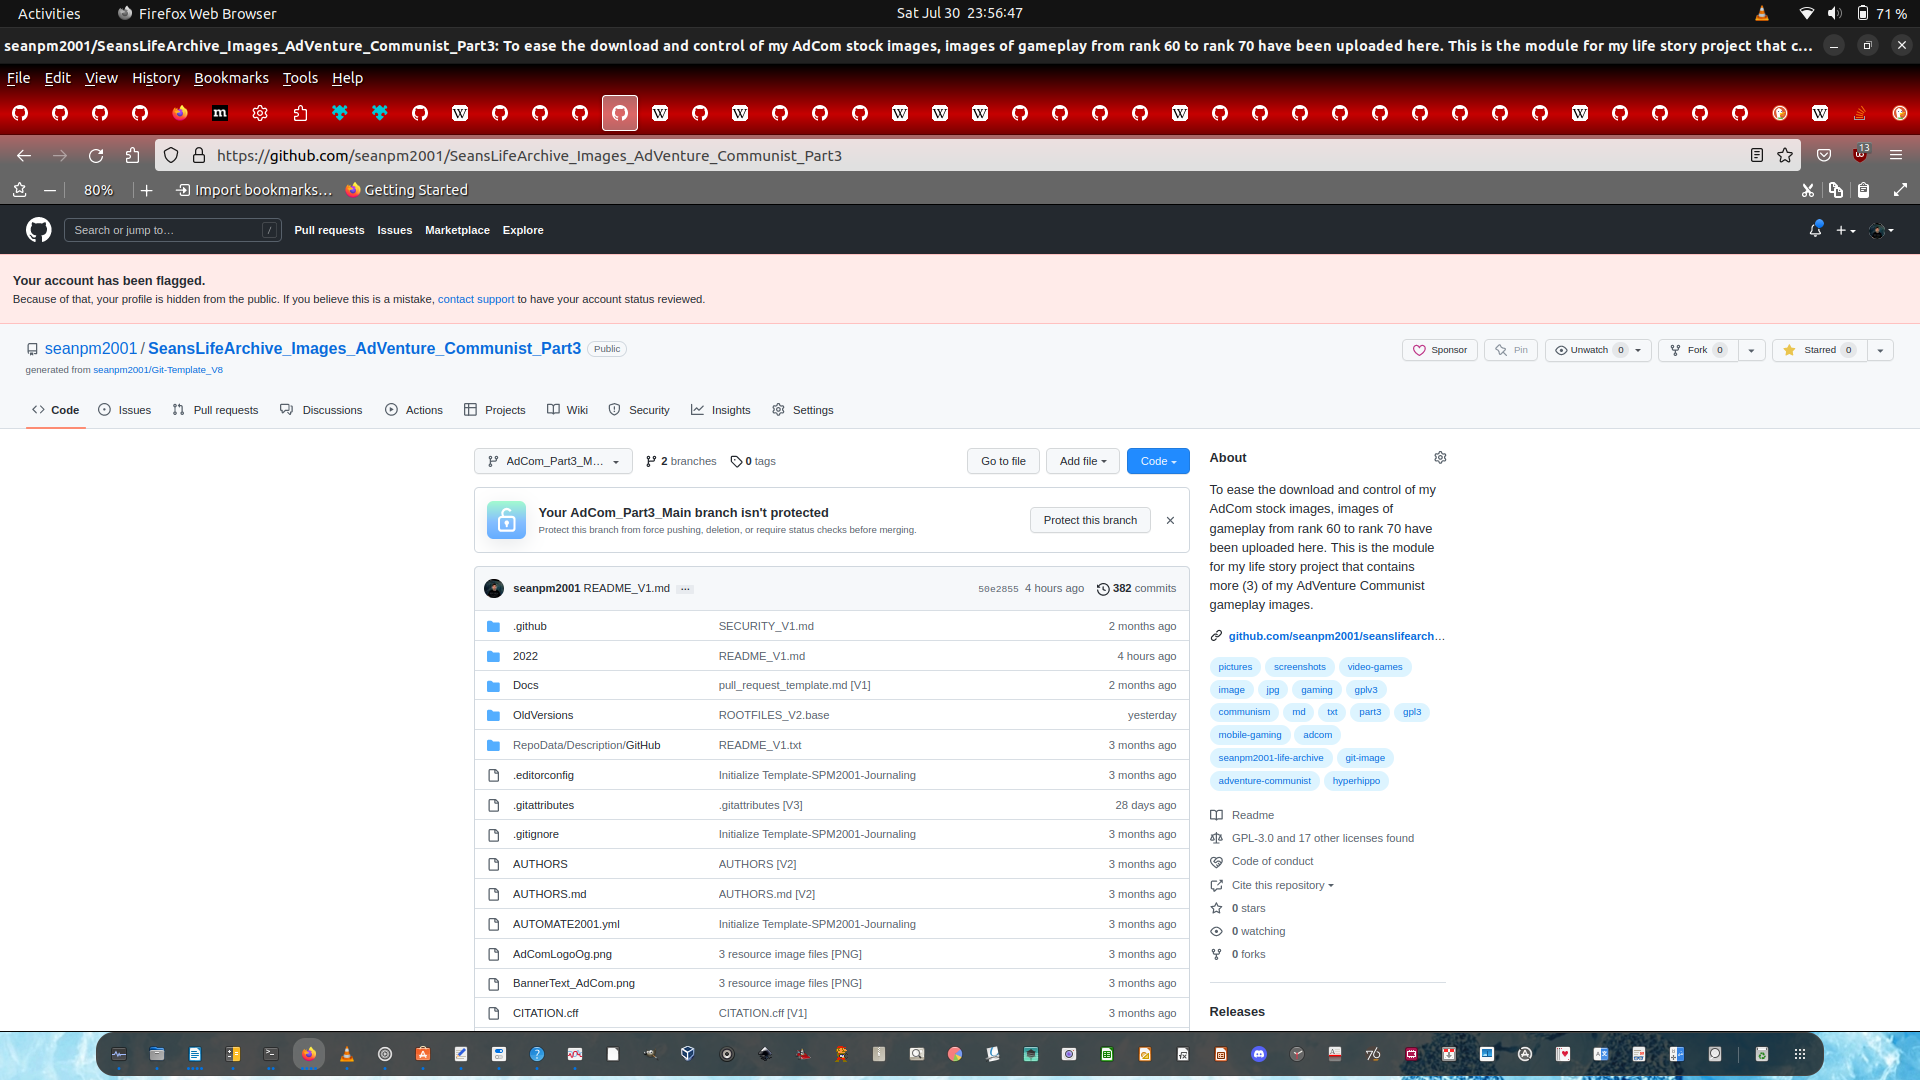 Activities Firefox Web Browser Sat Jul 30 23:56:47 71 %
seanpm2001/SeansLifeArchive_Images_AdVenture_Communist_Part3: To ease the download and control of my AdCom stock images, images of gameplay from rank 60 to rank 70 have been uploaded here. This is the module for my life story project that c...
File Edit View History Bookmarks Tools Help
https://github.com/seanpm2001/SeansLifeArchive_Images_AdVenture_Communist_Part3 13
80% Import bookmarks... Getting Started
Search or jump to... / Pull requests Issues Marketplace Explore
Your account has been flagged.
Because of that, your profile is hidden from the public. If you believe this is a mistake, contact support to have your account status reviewed.
seanpm2001 / SeansLifeArchive_Images_AdVenture_Communist_Part3 Public Sponsor Pin Unwatch 0 Fork 0 Starred 0
generated from seanpm2001/Git-Template_V8
Code Issues Pull requests Discussions Actions Projects Wiki Security Insights Settings
AdCom_Part3_M... 2 branches 0 tags Go to file Add file Code
Your AdCom_Part3_Main branch isn't protected
Protect this branch from force pushing, deletion, or require status checks before merging.
Protect this branch
seanpm2001 README_V1.md ... 50e2855 4 hours ago 382 commits
.github SECURITY_V1.md 2 months ago
2022 README_V1.md 4 hours ago
Docs pull_request_template.md [V1] 2 months ago
OldVersions ROOTFILES_V2.base yesterday
RepoData/Description/GitHub README_V1.txt 3 months ago
.editorconfig Initialize Template-SPM2001-Journaling 3 months ago
.gitattributes .gitattributes [V3] 28 days ago
.gitignore Initialize Template-SPM2001-Journaling 3 months ago
AUTHORS AUTHORS [V2] 3 months ago
AUTHORS.md AUTHORS.md [V2] 3 months ago
AUTOMATE2001.yml Initialize Template-SPM2001-Journaling 3 months ago
AdComLogoOg.png 3 resource image files [PNG] 3 months ago
BannerText_AdCom.png 3 resource image files [PNG] 3 months ago
CITATION.cff CITATION.cff [V1] 3 months ago
About
To ease the download and control of my
AdCom stock images, images of
gameplay from rank 60 to rank 70 have
been uploaded here. This is the module
for my life story project that contains
more (3) of my AdVenture Communist
gameplay images.
github.com/seanpm2001/seanslifearch...
pictures screenshots video-games
image jpg gaming gplv3
communism md txt part3 gpl3
mobile-gaming adcom
seanpm2001-life-archive git-image
adventure-communist hyperhippo
Readme
GPL-3.0 and 17 other licenses found
Code of conduct
Cite this repository
0 stars
0 watching
0 forks
Releases